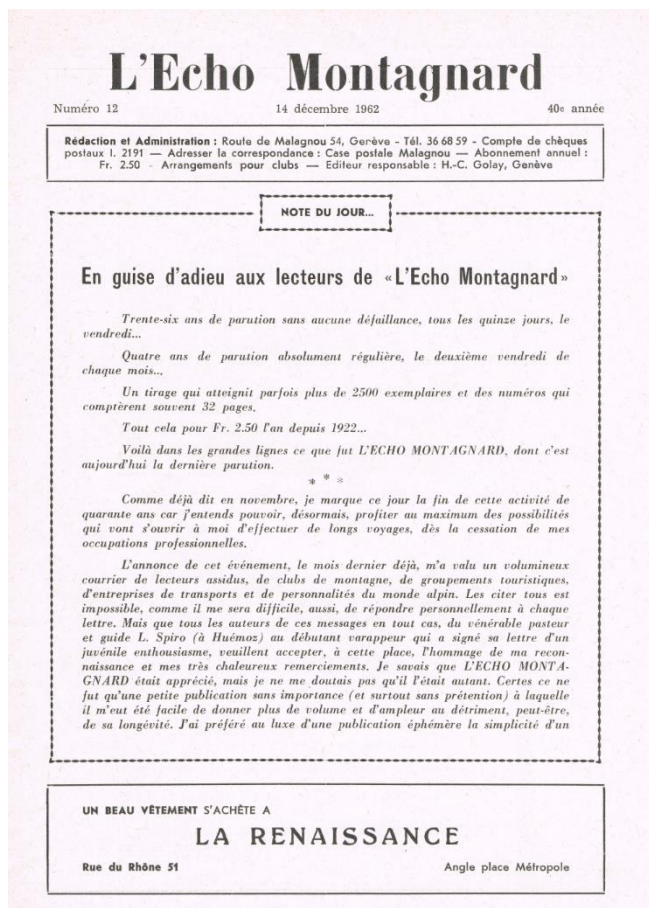 L'Echo Montagnard
Numéro 12 14 décembre 1962 40e année
Rédaction et Administration : Route de Malagnou 54, Genève - Tél. 36 68 59 - Compte de chèques
postaux I. 2191 — Adresser la correspondance : Case postale Malagnou — Abonnement annuel :
Fr. 2.50 - Arrangements pour clubs — Editeur responsable : H.-C. Golay, Genève
NOTE DU JOUR...
En guise d'adieu aux lecteurs de «L'Echo Montagnard»
Trente-six ans de parution sans aucune défaillance, tous les quinze jours, le
vendredi...
Quatre ans de parution absolument régulière, le deuxième vendredi de
chaque mois...
Un tirage qui atteignit parfois plus de 2500 exemplaires et des numéros qui
comptèrent souvent 32 pages.
Tout cela pour Fr. 2.50 l'an depuis 1922...
Voilà dans les grandes lignes ce que fut L'ECHO MONTAGNARD, dont c'est
aujourd'hui la dernière parution.
* * *
Comme déjà dit en novembre, je marque ce jour la fin de cette activité de
quarante ans car j'entends pouvoir, désormais, profiter au maximum des possibilités
qui vont s'ouvrir à moi d'effectuer de longs voyages, dès la cessation de mes
occupations professionnelles.
L'annonce de cet événement, le mois dernier déjà, m'a valu un volumineux
courrier de lecteurs assidus, de clubs de montagne, de groupements touristiques,
d'entreprises de transports et de personnalités du monde alpin. Les citer tous est
impossible, comme il me sera difficile, aussi, de répondre personnellement à chaque
lettre. Mais que tous les auteurs de ces messages en tout cas, du vénérable pasteur
et guide L. Spiro (à Huémoz) au débutant varappeur qui a signé sa lettre d'un
juvénile enthousiasme, veuillent accepter, à cette place, l'hommage de ma recon-
naissance et mes très chaleureux remerciements. Je savais que L'ECHO MONTA-
GNARD était apprécié, mais je ne me doutais pas qu'il l'était autant. Certes ce ne
fut qu'une petite publication sans importance (et surtout sans prétention) à laquelle
il m'eut été facile de donner plus de volume et d'ampleur au détriment, peut-être,
de sa longévité. J'ai préféré au luxe d'une publication éphémère la simplicité d'un
UN BEAU VÊTEMENT S'ACHÈTE A
LA RENAISSANCE
Rue du Rhône 51 Angle place Métropole